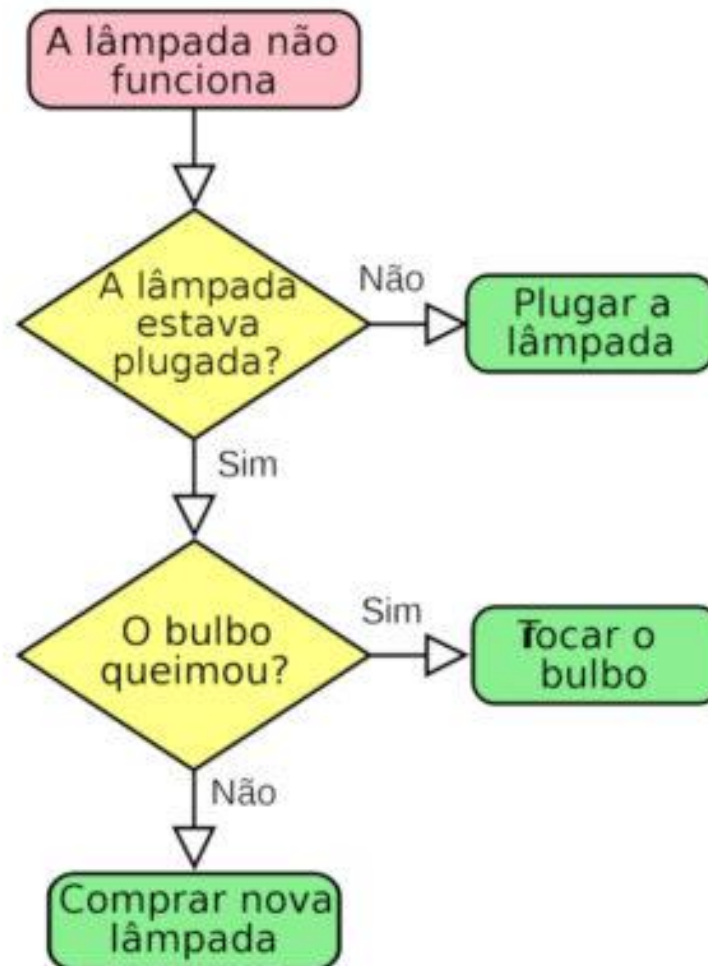 A lâmpada não
funciona
A lâmpada
estava
plugada?
Não
Plugar a
lâmpada
Sim
O bulbo
queimou?
Sim
Tocar o
bulbo
Não
Comprar nova
lâmpada